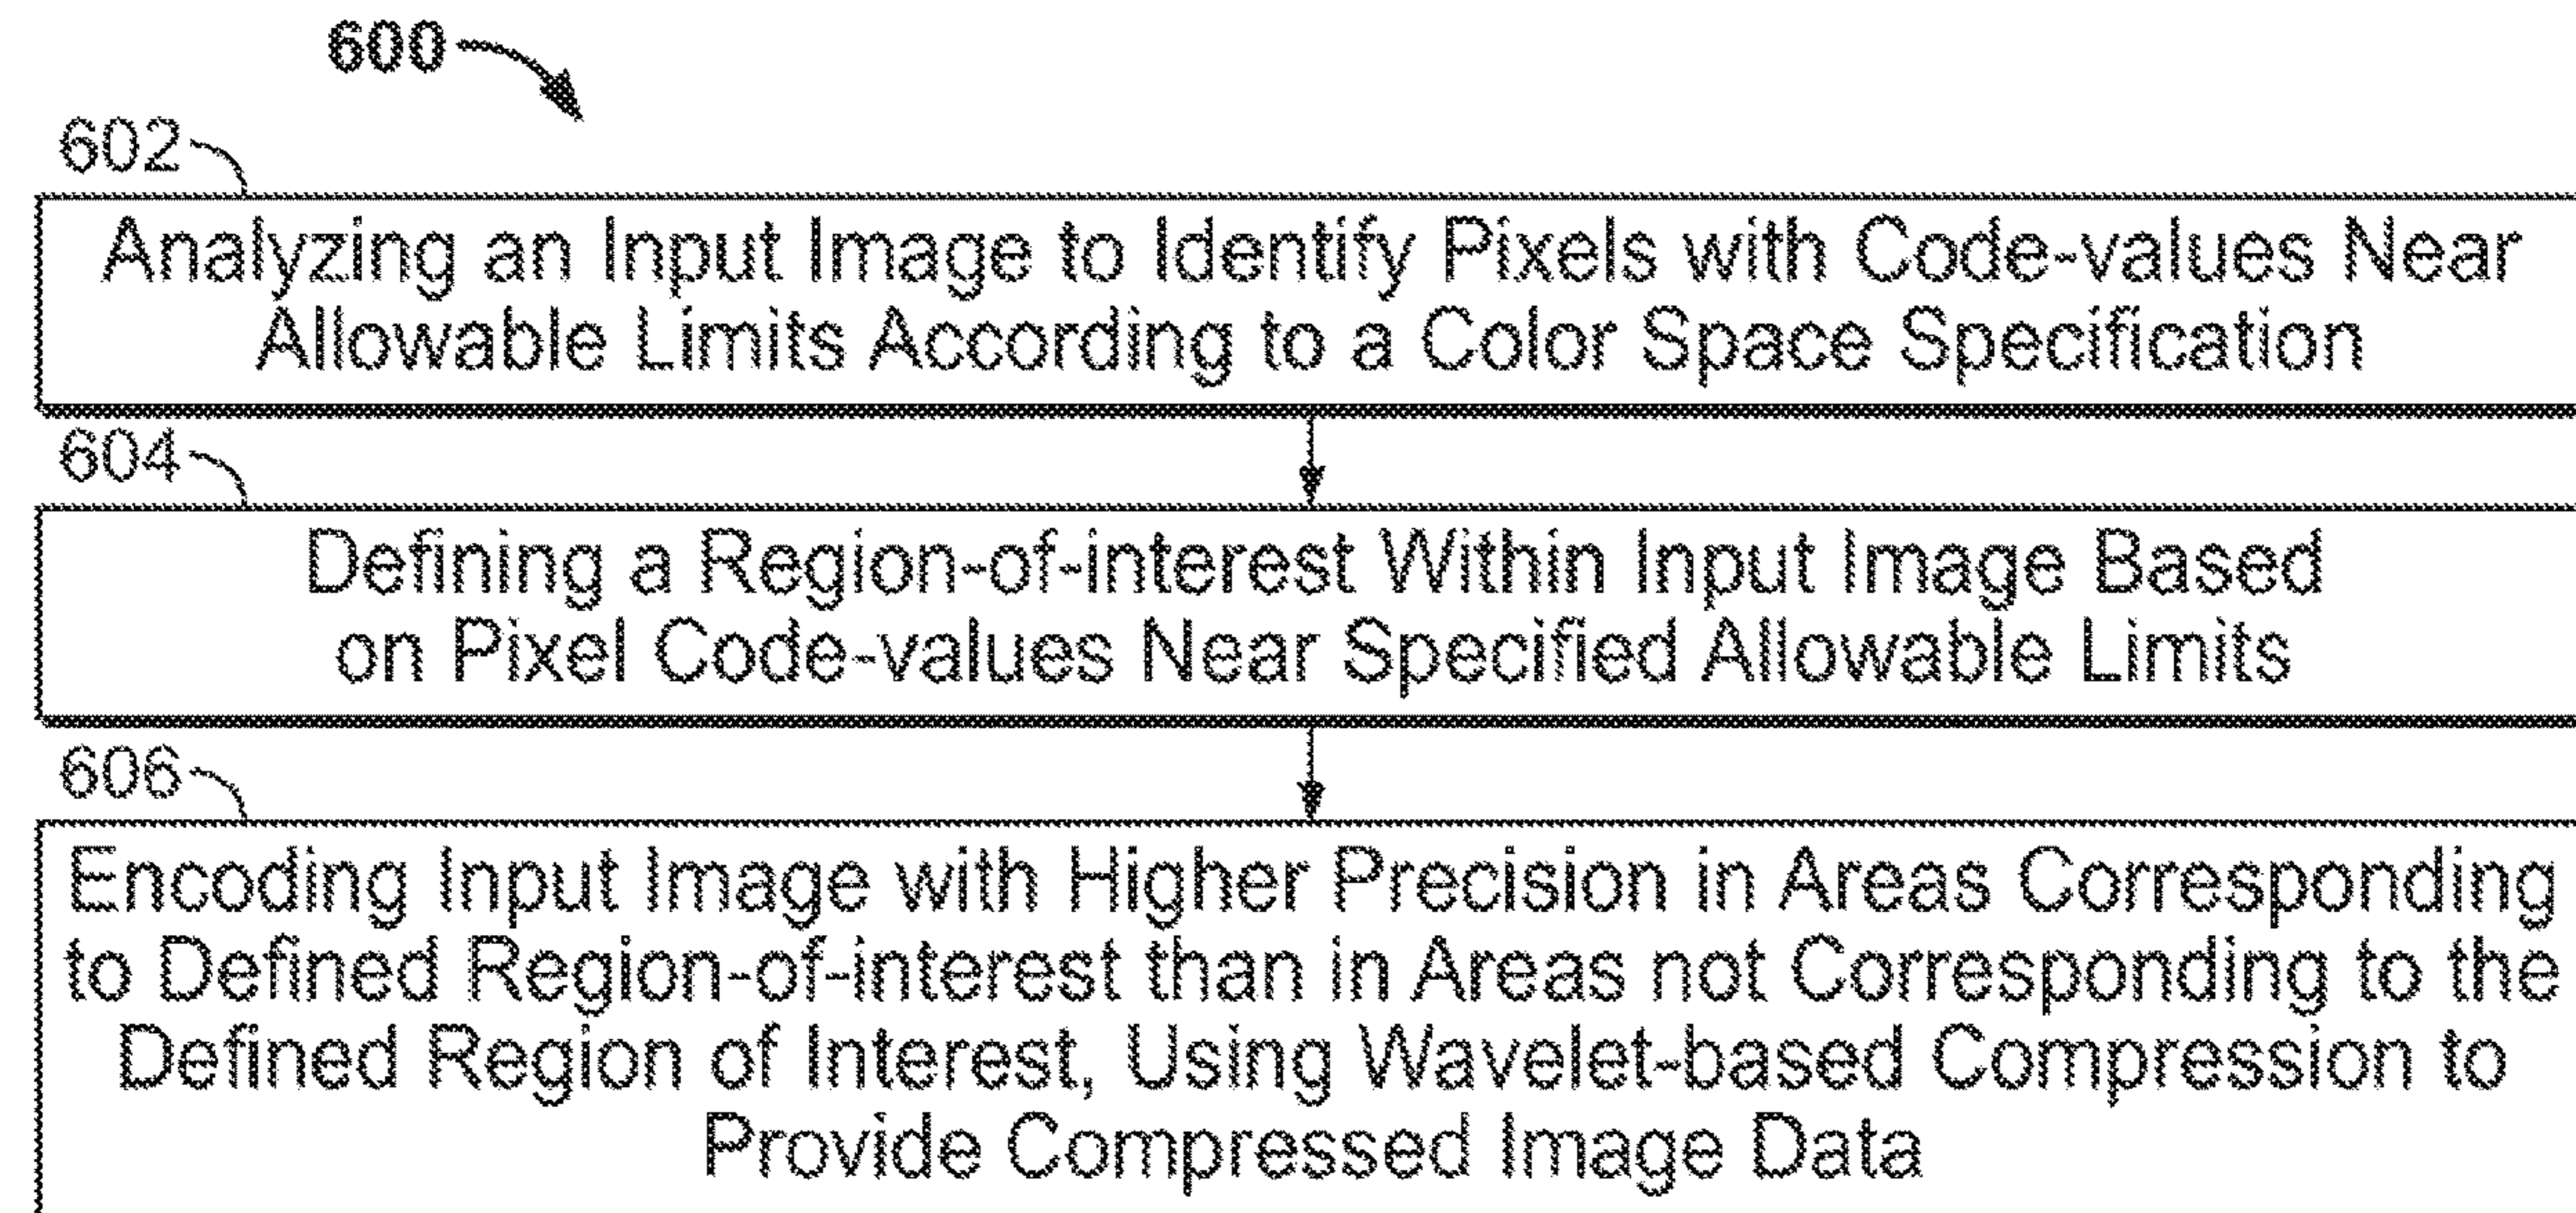 600
602
Analyzing an Input Image to Identify Pixels with Code-values Near
Allowable Limits According to a Color Space Specification
604
Defining a Region-of-interest Within Input Image Based
on Pixel Code-values Near Specified Allowable Limits
606
Encoding Input Image with Higher Precision in Areas Corresponding
to Defined Region-of-interest than in Areas not Corresponding to the
Defined Region of Interest, Using Wavelet-based Compression to
Provide Compressed Image Data